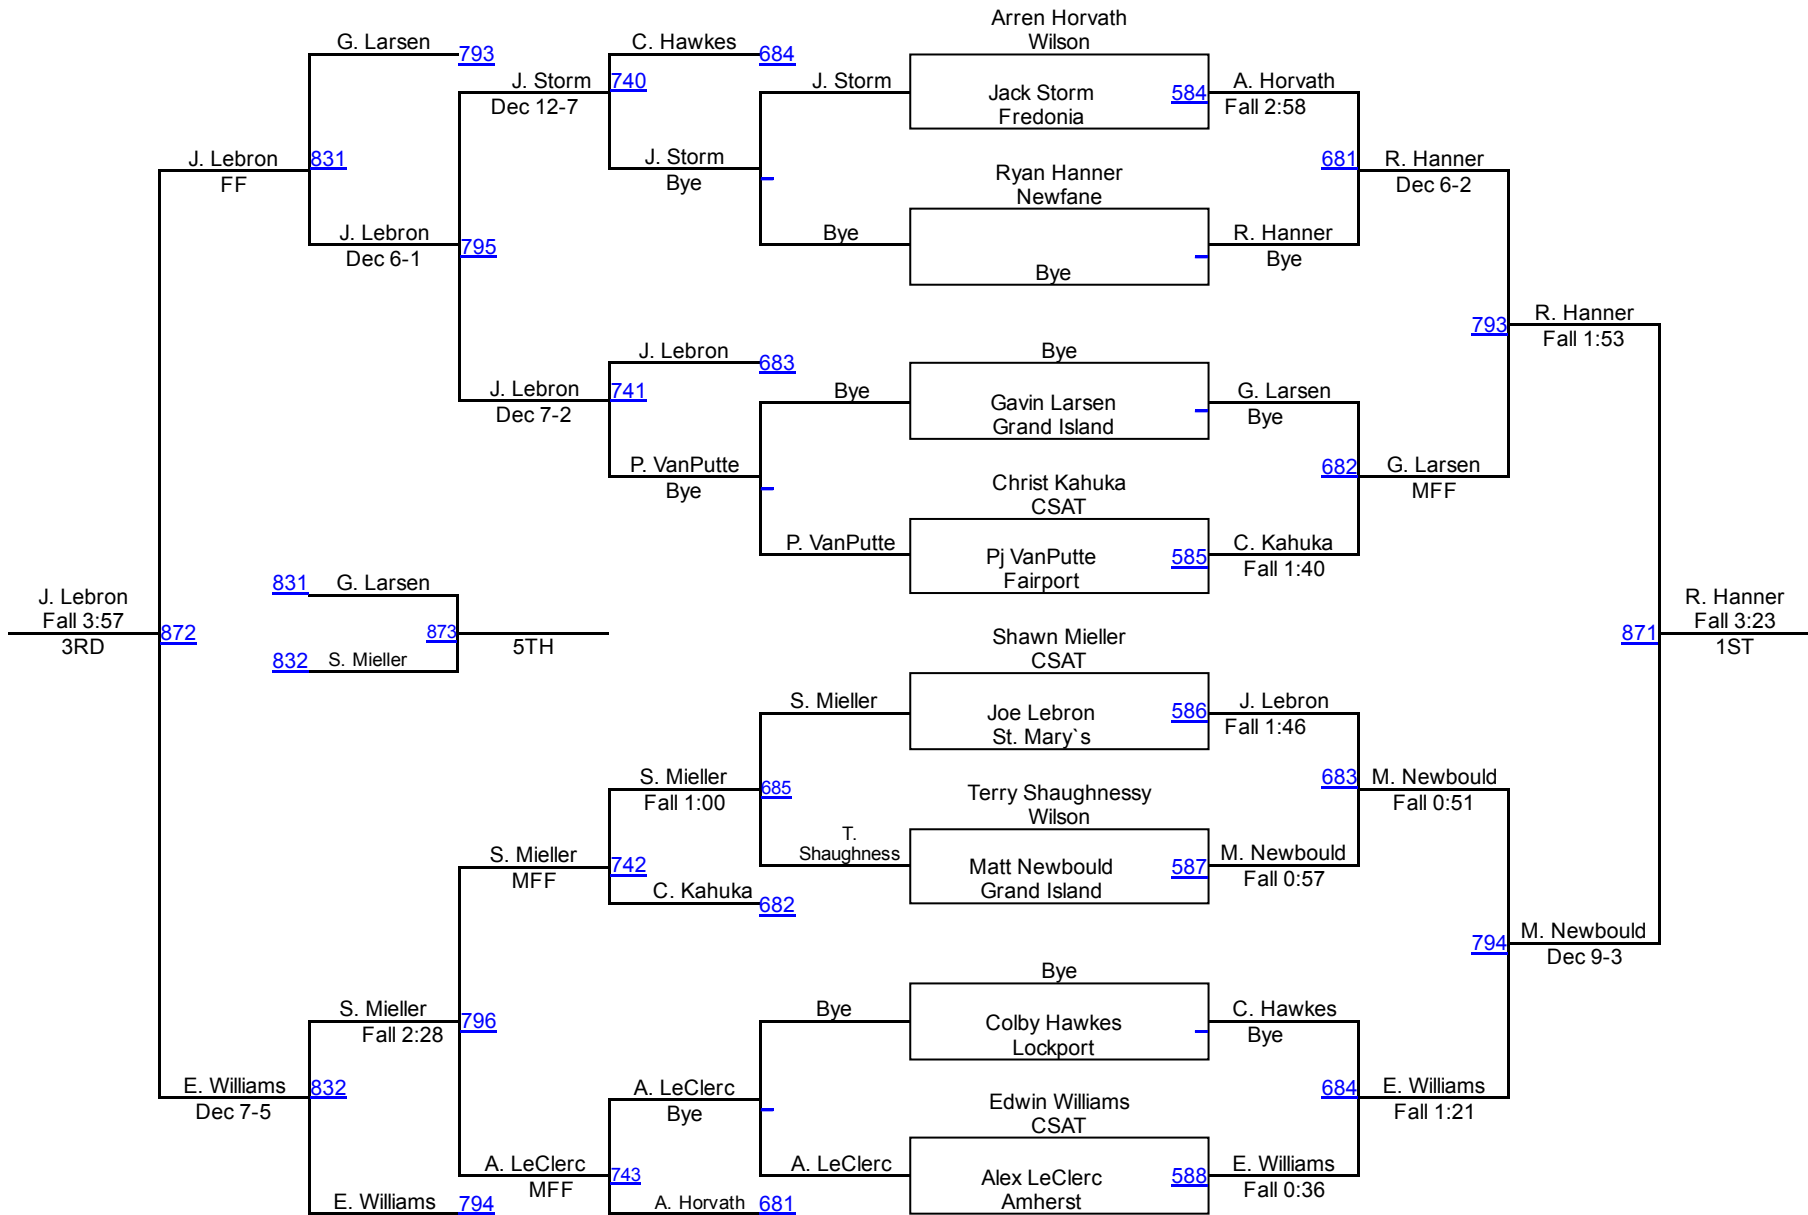 Arren Horvath
Wilson
G. Larsen
793
C. Hawkes
684
J. Storm
740
J. Storm
Jack Storm
584
A. Horvath
Dec 12-7
Fredonia
Fall 2:58
J. Lebron
831
J. Storm
Ryan Hanner
681
R. Hanner
FF
Bye
Newfane
Dec 6-2
J. Lebron
795
Bye
R. Hanner
Dec 6-1
Bye
Bye
793
R. Hanner
Fall 1:53
J. Lebron
683
Bye
J. Lebron
741
Bye
Gavin Larsen
G. Larsen
Dec 7-2
Grand Island
Bye
P. VanPutte
Christ Kahuka
682
G. Larsen
Bye
CSAT
MFF
P. VanPutte
Pj VanPutte
585
C. Kahuka
Fairport
Fall 1:40
831
G. Larsen
J. Lebron
Fall 3:57
872
3RD
873
5TH
832
S. Mieller
Shawn Mieller
CSAT
871
R. Hanner
Fall 3:23
1ST
S. Mieller
Joe Lebron
586
J. Lebron
St. Mary`s
Fall 1:46
S. Mieller
685
Terry Shaughnessy
683
M. Newbould
Fall 1:00
Wilson
Fall 0:51
T.
Shaughness
S. Mieller
742
Matt Newbould
587
M. Newbould
MFF
Grand Island
Fall 0:57
C. Kahuka
682
794
M. Newbould
Dec 9-3
Bye
S. Mieller
796
Bye
Colby Hawkes
C. Hawkes
Fall 2:28
Lockport
Bye
E. Williams
832
A. LeClerc
Edwin Williams
684
E. Williams
Dec 7-5
Bye
CSAT
Fall 1:21
A. LeClerc
743
A. LeClerc
Alex LeClerc
588
E. Williams
MFF
Amherst
Fall 0:36
E. Williams
794
A. Horvath
681